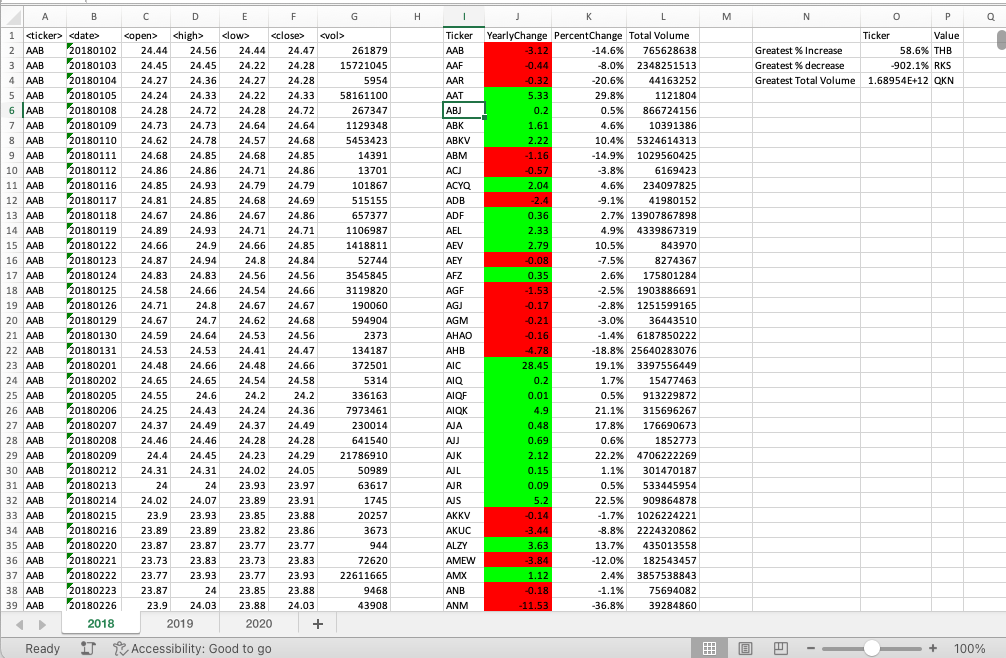 A B C D E F G H I J K L M N O P Q
1 <ticker> <date> <open> <high> <low> <close> <vol> Ticker YearlyChange PercentChange Total Volume Ticker Value
2 AAB 20180102 24.44 24.56 24.44 24.47 261879 AAB -3.12 -14.6% 765628638 Greatest % Increase 58.6% THB
3 AAB 20180103 24.45 24.45 24.22 24.28 15721045 AAF -0.44 -8.0% 2348251513 Greatest % decrease -902.1% RKS
4 AAB 20180104 24.27 24.36 24.27 24.28 5954 AAR -0.32 -20.6% 44163252 Greatest Total Volume 1.68954E+12 QKN
5 AAB 20180105 24.24 24.33 24.22 24.33 58161100 AAT 5.33 29.8% 1121804
6 AAB 20180108 24.28 24.72 24.28 24.72 267347 ABJ 0.2 0.5% 866724156
7 AAB 20180109 24.73 24.73 24.64 24.64 1129348 ABK 1.61 4.6% 10391386
8 AAB 20180110 24.62 24.78 24.57 24.68 5453423 ABKV 2.22 10.4% 5324614313
9 AAB 20180111 24.68 24.85 24.68 24.85 14391 ABM -1.16 -14.9% 1029560425
10 AAB 20180112 24.86 24.86 24.71 24.86 13701 ACJ -0.57 -3.8% 6169423
11 AAB 20180116 24.85 24.93 24.79 24.79 101867 ACYQ 2.04 4.6% 234097825
12 AAB 20180117 24.81 24.85 24.68 24.69 515155 ADB -2.4 -9.1% 41980152
13 AAB 20180118 24.67 24.86 24.67 24.86 657377 ADF 0.36 2.7% 13907867898
14 AAB 20180119 24.89 24.93 24.71 24.71 1106987 AEL 2.33 4.9% 4339867319
15 AAB 20180122 24.66 24.9 24.66 24.85 1418811 AEV 2.79 10.5% 843970
16 AAB 20180123 24.87 24.94 24.8 24.84 52744 AEY -0.08 -7.5% 8274367
17 AAB 20180124 24.83 24.83 24.56 24.56 3545845 AFZ 0.35 2.6% 175801284
18 AAB 20180125 24.58 24.66 24.54 24.66 3119820 AGF -1.53 -2.5% 1903886691
19 AAB 20180126 24.71 24.8 24.67 24.67 190060 AGJ -0.17 -2.8% 1251599165
20 AAB 20180129 24.67 24.7 24.62 24.68 594904 AGM -0.21 -3.0% 36443510
21 AAB 20180130 24.59 24.64 24.53 24.56 2373 AHAO -0.16 -1.4% 6187850222
22 AAB 20180131 24.53 24.53 24.41 24.47 134187 AHB -4.78 -18.8% 25640283076
23 AAB 20180201 24.48 24.66 24.48 24.66 372501 AIC 28.45 19.1% 3397556449
24 AAB 20180202 24.65 24.65 24.54 24.58 5314 AIQ 0.2 1.7% 15477463
25 AAB 20180205 24.55 24.6 24.2 24.2 336163 AIQF 0.01 0.5% 913229872
26 AAB 20180206 24.25 24.43 24.24 24.36 7973461 AIQK 4.9 21.1% 315696267
27 AAB 20180207 24.37 24.49 24.37 24.49 230014 AJA 0.48 17.8% 176690673
28 AAB 20180208 24.46 24.46 24.28 24.28 641540 AJJ 0.69 0.6% 1852773
29 AAB 20180209 24.4 24.45 24.23 24.29 21786910 AJK 2.12 22.2% 4706222269
30 AAB 20180212 24.31 24.31 24.02 24.05 50989 AJL 0.15 1.1% 301470187
31 AAB 20180213 24 24 23.93 23.97 63617 AJR 0.09 0.5% 533445954
32 AAB 20180214 24.02 24.07 23.89 23.91 1745 AJS 5.2 22.5% 909864878
33 AAB 20180215 23.9 23.93 23.85 23.88 20257 AKKV -0.14 -1.7% 1026224221
34 AAB 20180216 23.89 23.89 23.82 23.86 3673 AKUC -3.44 -8.8% 2224320862
35 AAB 20180220 23.87 23.87 23.77 23.77 944 ALZY 3.63 13.7% 435013558
36 AAB 20180221 23.73 23.83 23.73 23.83 72620 AMEW -3.84 -12.0% 182543457
37 AAB 20180222 23.77 23.93 23.77 23.93 22611665 AMX 1.12 2.4% 3857538843
38 AAB 20180223 23.87 24 23.85 23.88 9468 ANB -0.18 -1.1% 75694082
39 AAB 20180226 23.9 24.03 23.88 24.03 43908 ANM -11.53 -36.8% 39284860
2018 2019 2020 +
Ready Accessibility: Good to go 100%